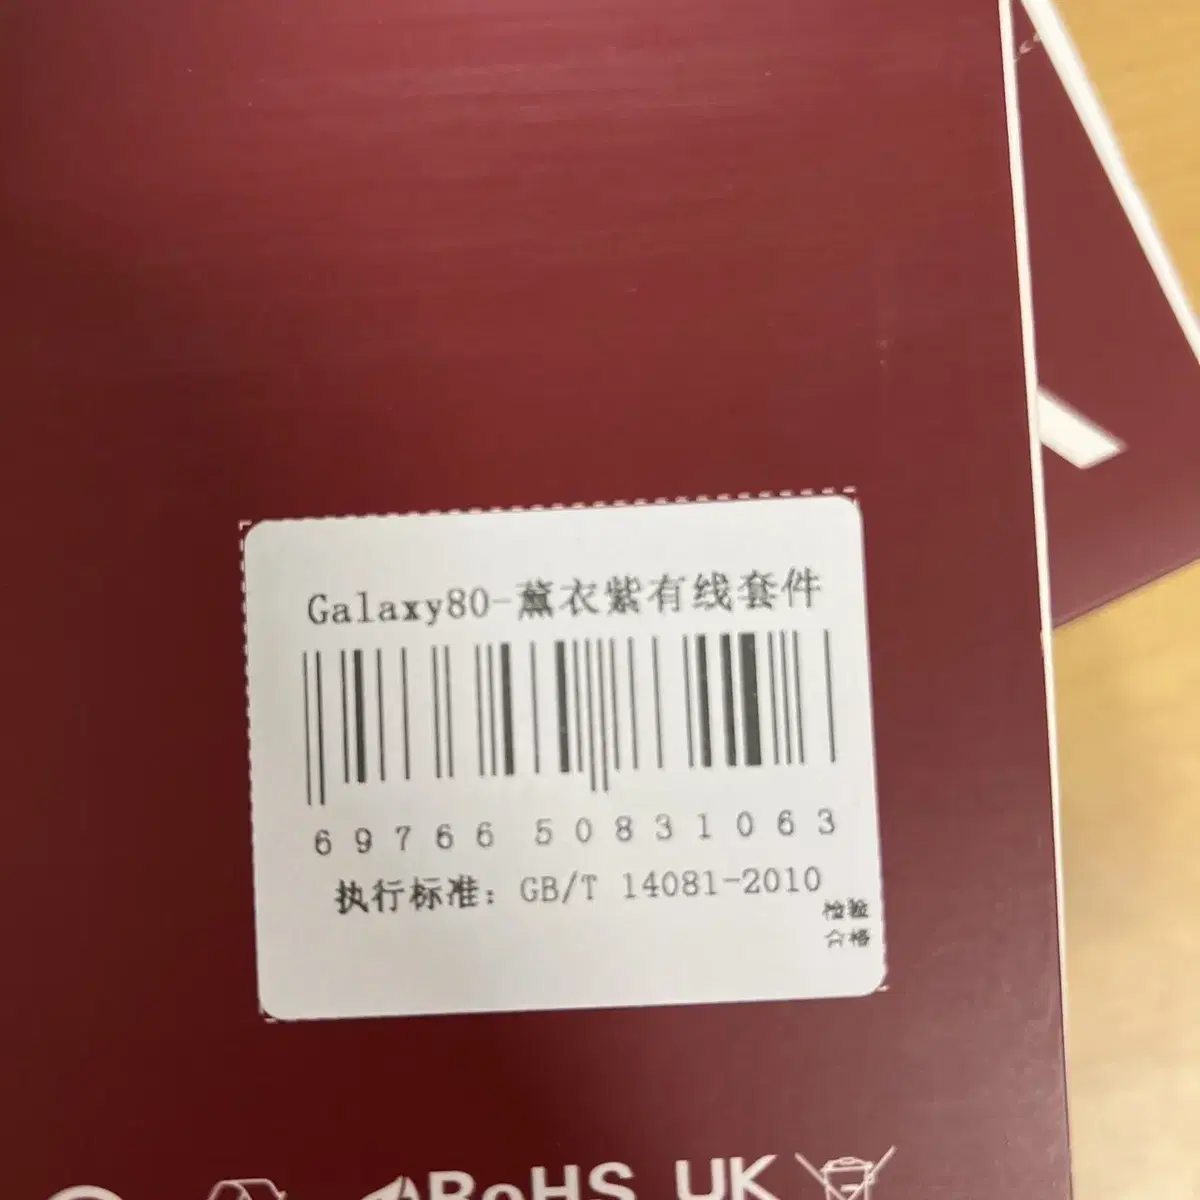 Galaxy80-薰衣紫有线套件
69766 50831063
执行标准：GB/T 14081-2010
检验
合格
RoHS UK